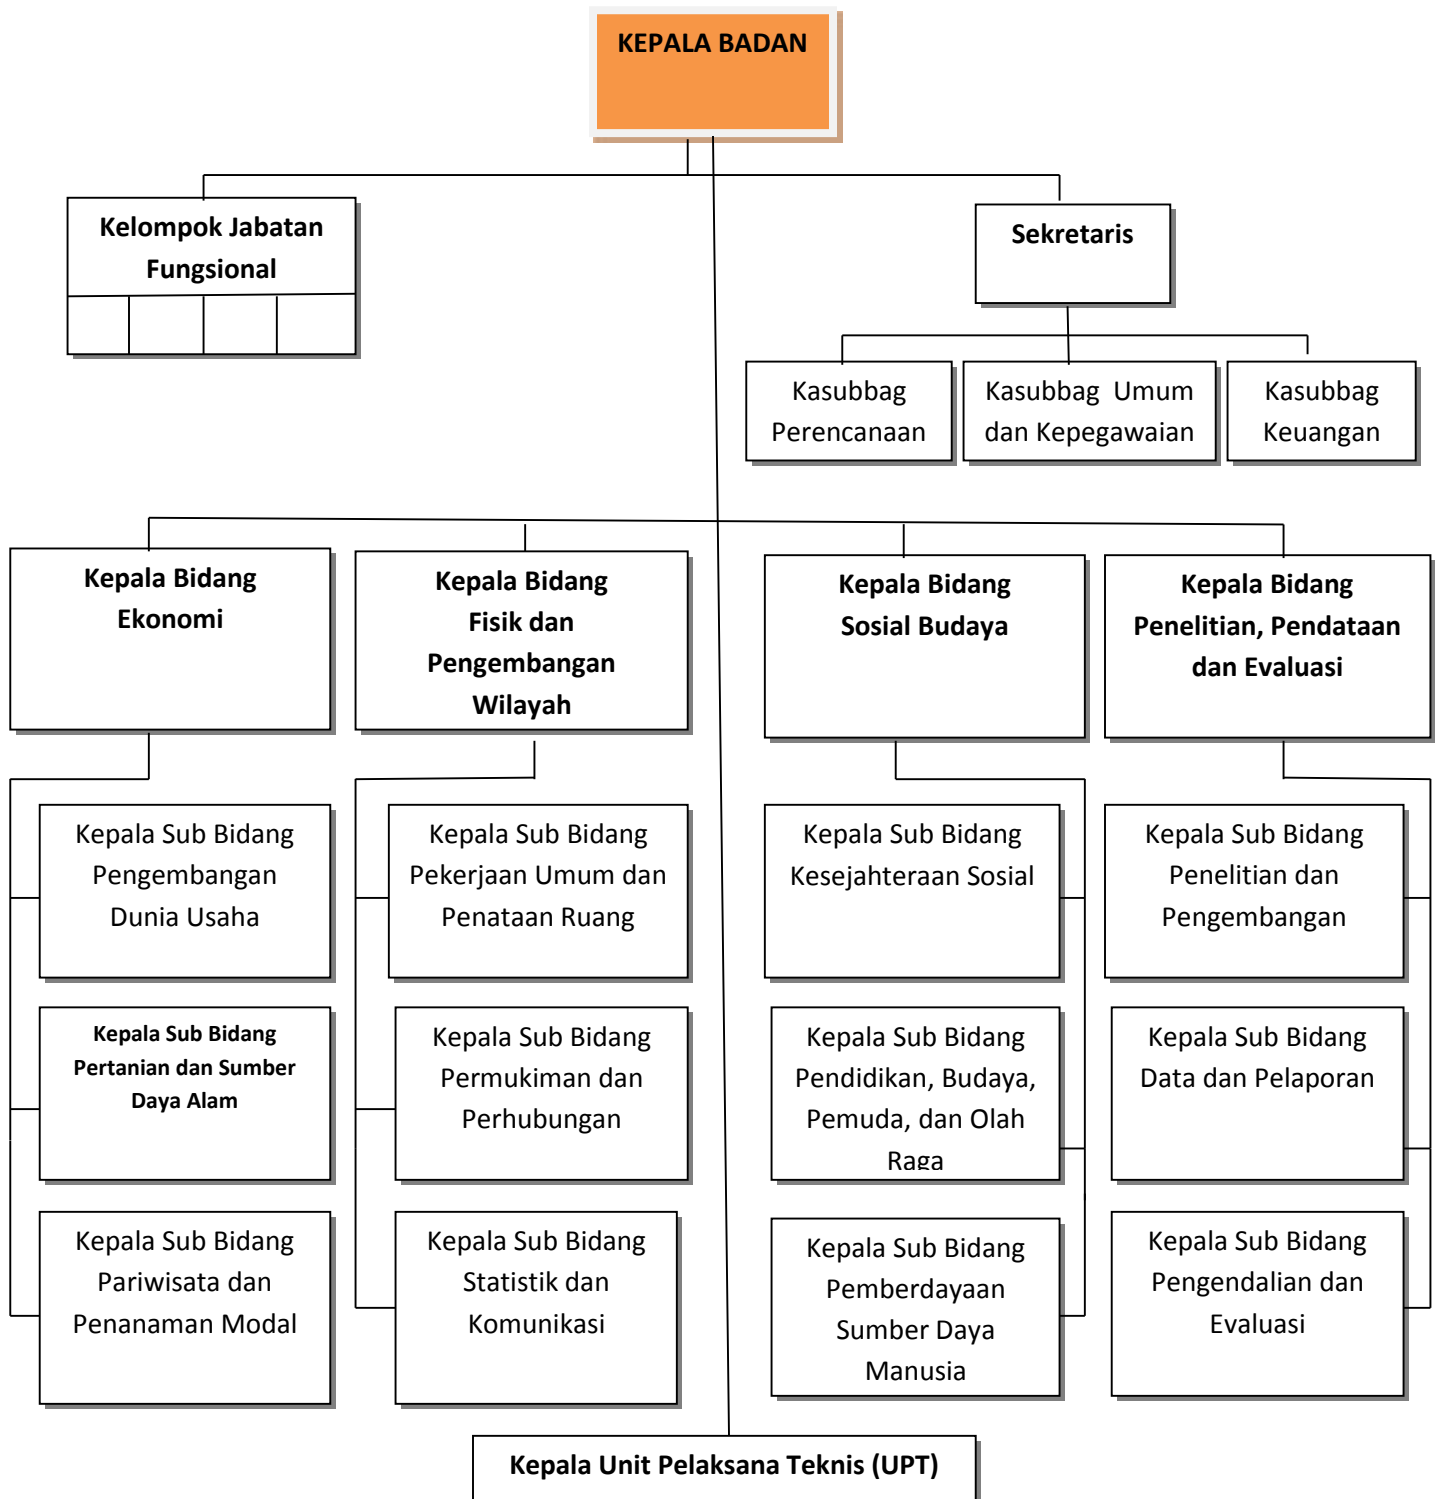 KEPALA BADAN
Kelompok Jabatan
Fungsional
Sekretaris
Kasubbag
Perencanaan
Kasubbag Umum
dan Kepegawaian
Kasubbag
Keuangan
Kepala Bidang
Ekonomi
Kepala Bidang
Fisik dan
Pengembangan
Wilayah
Kepala Bidang
Sosial Budaya
Kepala Bidang
Penelitian, Pendataan
dan Evaluasi
Kepala Sub Bidang
Pengembangan
Dunia Usaha
Kepala Sub Bidang
Pekerjaan Umum dan
Penataan Ruang
Kepala Sub Bidang
Kesejahteraan Sosial
Kepala Sub Bidang
Penelitian dan
Pengembangan
Kepala Sub Bidang
Pertanian dan Sumber
Daya Alam
Kepala Sub Bidang
Permukiman dan
Perhubungan
Kepala Sub Bidang
Pendidikan, Budaya,
Pemuda, dan Olah
Raga
Kepala Sub Bidang
Data dan Pelaporan
Kepala Sub Bidang
Pariwisata dan
Penanaman Modal
Kepala Sub Bidang
Statistik dan
Komunikasi
Kepala Sub Bidang
Pemberdayaan
Sumber Daya
Manusia
Kepala Sub Bidang
Pengendalian dan
Evaluasi
Kepala Unit Pelaksana Teknis (UPT)